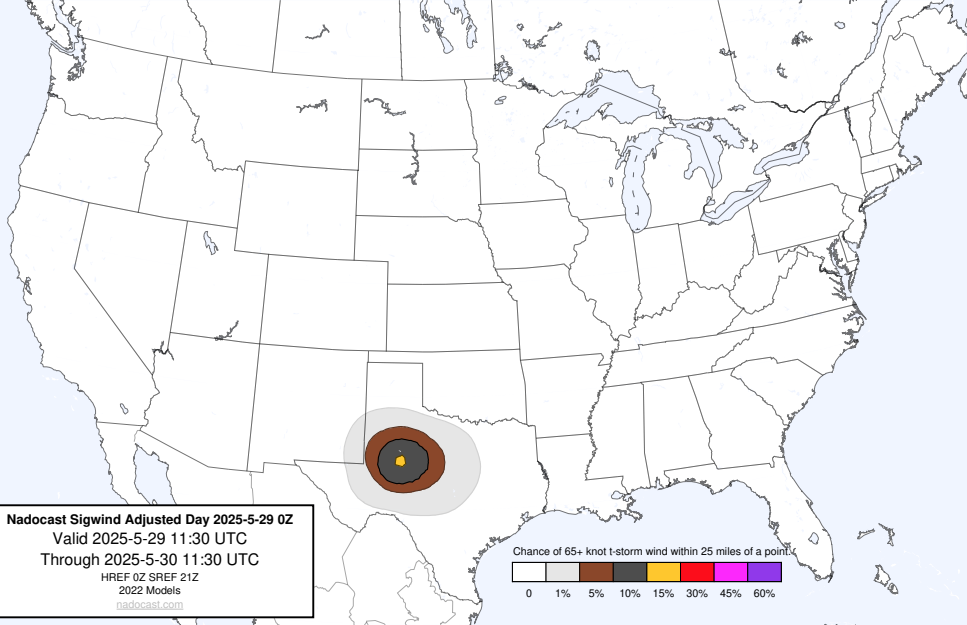 Nadocast Sigwind Adjusted Day 2025-5-29 0Z
Valid 2025-5-29 11:30 UTC
Through 2025-5-30 11:30 UTC
HREF 0Z SREF 21Z
2022 Models
nadocast.com
Chance of 65+ knot t-storm wind within 25 miles of a point.
0 1% 5% 10% 15% 30% 45% 60%